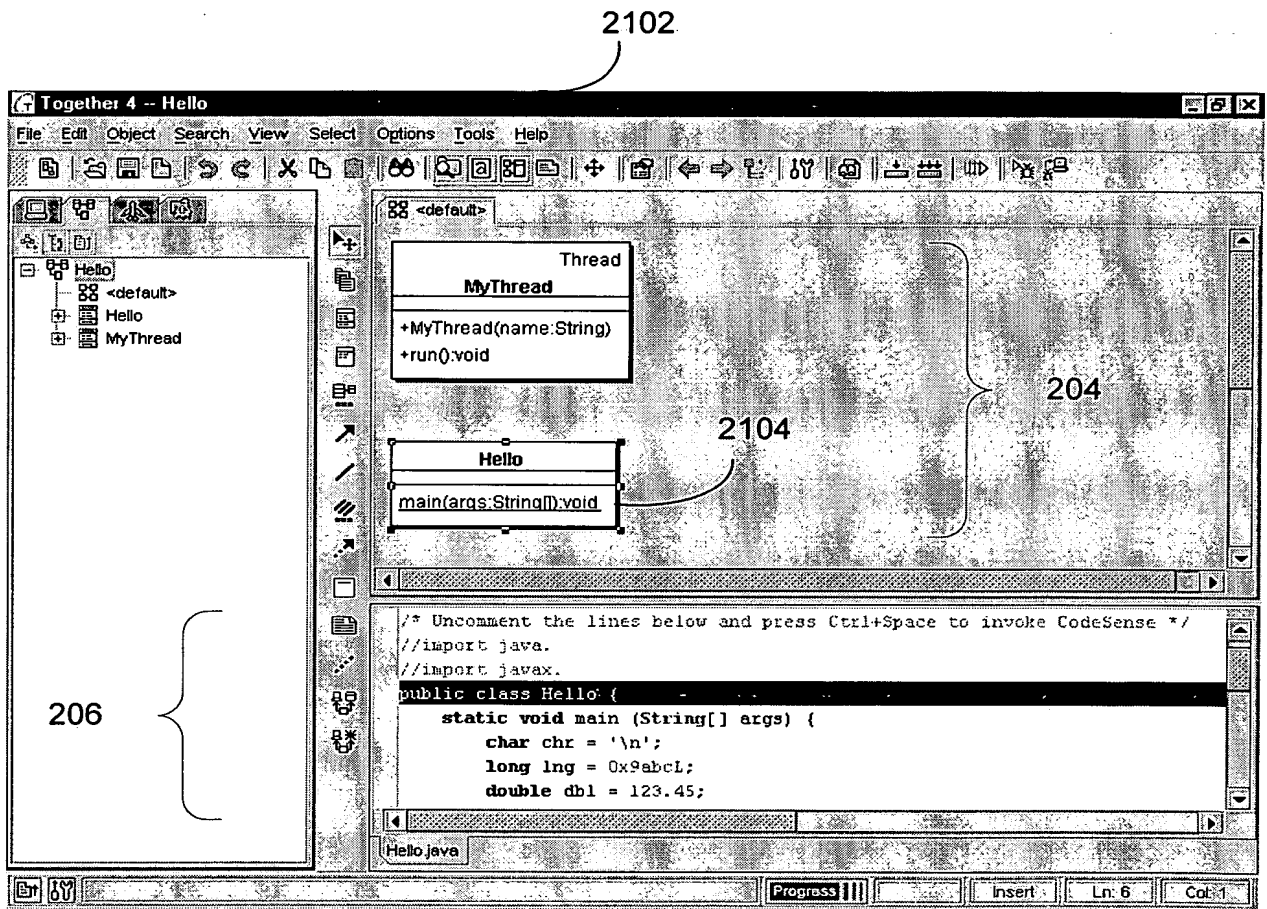 2102
Together 4 -- Hello
File Edit Object Search View Select Options Tools Help
<default>
Hello
<default>
Hello
MyThread
Thread
MyThread
+MyThread(name:String)
+run():void
204
2104
Hello
main(args:String[]):void
206
/* Uncomment the lines below and press Ctrl+Space to invoke CodeSense */
//import java.
//import javax.
public class Hello {
static void main (String[] args) {
char chr = '\n';
long lng = 0x9abcL;
double dbl = 123.45;
Hello.java
Progress Insert Ln: 6 Col: 1